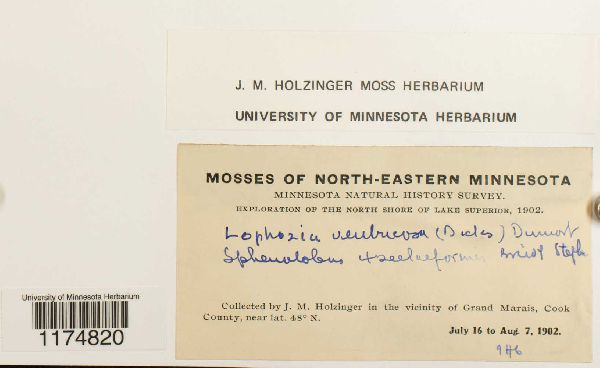 J. M. HOLZINGER MOSS HERBARIUM
UNIVERSITY OF MINNESOTA HERBARIUM
MOSSES OF NORTH-EASTERN MINNESOTA
MINNESOTA NATURAL HISTORY SURVEY.
EXPLORATION OF THE NORTH SHORE OF LAKE SUPERIOR, 1902.
Lophozia ventricosa (Dicks) Dumort
Sphenolobus Steph
Collected by J. M. Holzinger in the vicinity of Grand Marais, Cook
County, near lat. 48° N.
July 16 to Aug. 7, 1902.
University of Minnesota Herbarium
1174820